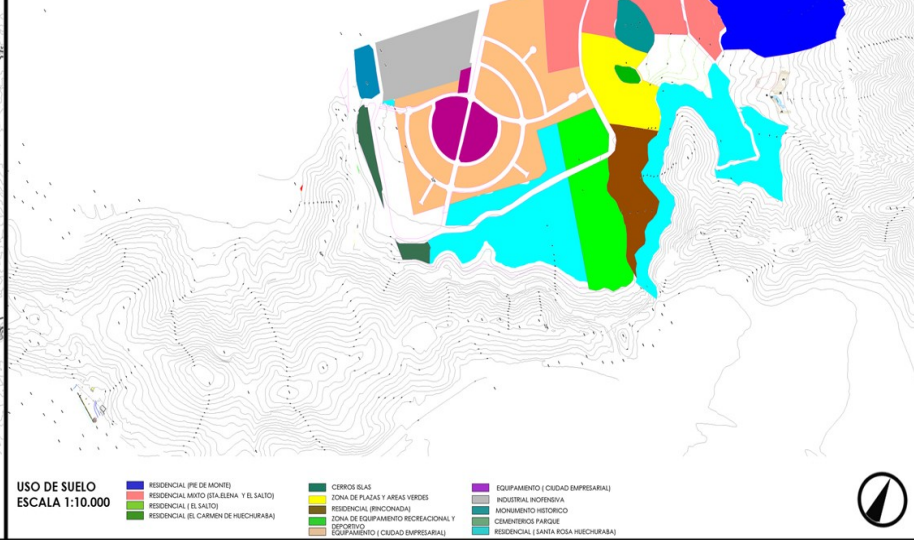 USO DE SUELO
ESCALA 1:10.000
RESIDENCIAL (PIE DE MONTE)
RESIDENCIAL MIXTO (STA.ELENA Y EL SALTO)
RESIDENCIAL ( EL SALTO)
RESIDENCIAL (EL CARMEN DE HUECHURABA)
CERROS ISLAS
ZONA DE PLAZAS Y AREAS VERDES
RESIDENCIAL (RINCONADA)
ZONA DE EQUIPAMIENTO RECREACIONAL Y
DEPORTIVO
EQUIPAMIENTO ( CIUDAD EMPRESARIAL)
EQUIPAMIENTO ( CIUDAD EMPRESARIAL)
INDUSTRIAL INOFENSIVA
MONUMENTO HISTORICO
CEMENTERIOS PARQUE
RESIDENCIAL ( SANTA ROSA HUECHURABA)